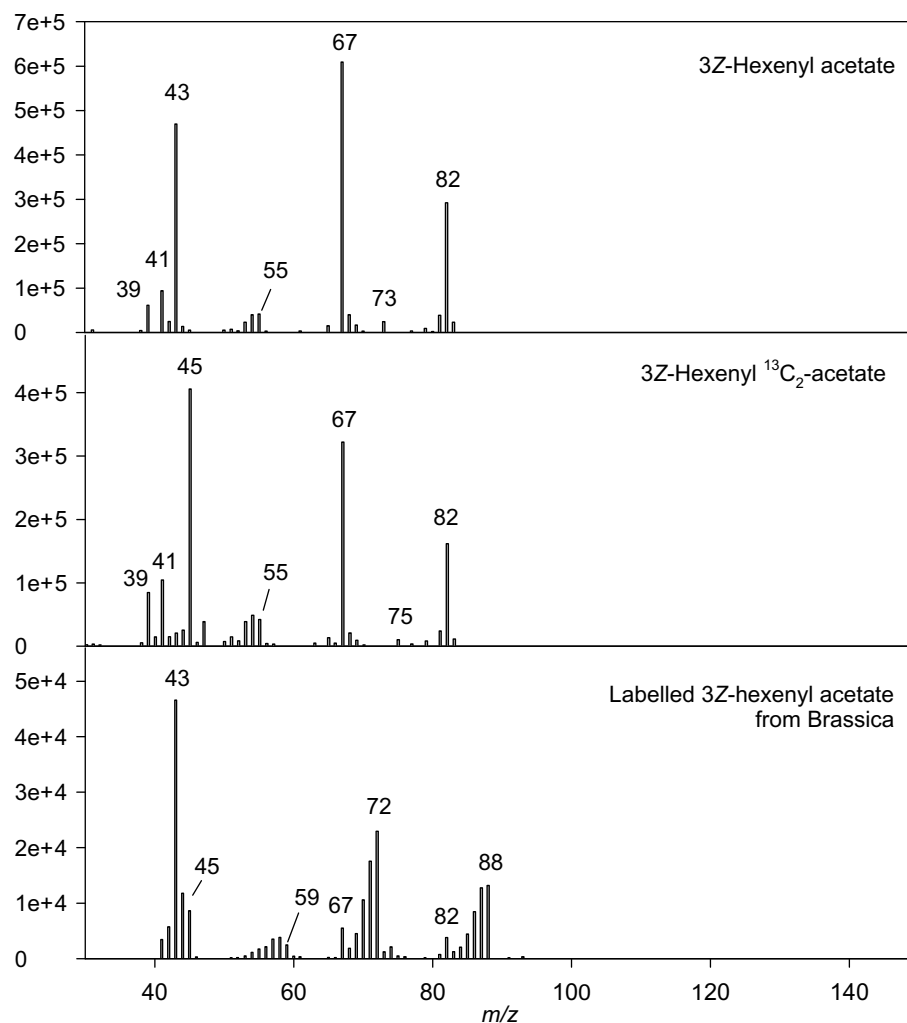 7e+5
6e+5
5e+5
4e+5
3e+5
2e+5
1e+5
0
67
43
82
41
39
55
73
3Z-Hexenyl acetate
4e+5
3e+5
2e+5
1e+5
0
45
67
82
41
39
55
75
3Z-Hexenyl ¹³C₂-acetate
5e+4
4e+4
3e+4
2e+4
1e+4
0
43
45
59
67
72
82
88
Labelled 3Z-hexenyl acetate
from Brassica
40
60
80
100
120
140
m/z